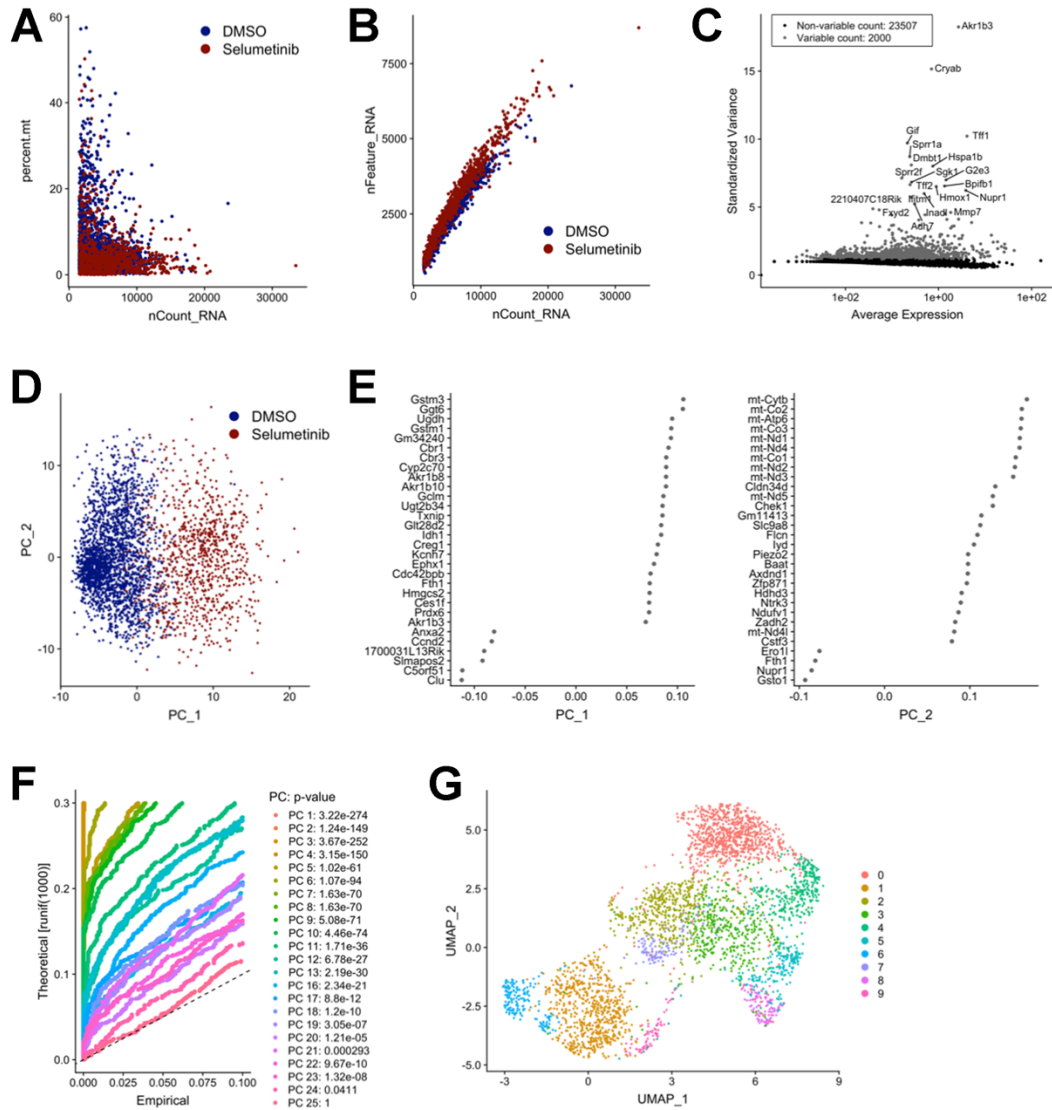 A
DMSO
Selumetinib
percent.mt
60
40
20
0
0
10000
20000
30000
nCount_RNA
B
nFeature_RNA
7500
5000
2500
DMSO
Selumetinib
0
10000
20000
30000
nCount_RNA
C
Non-variable count: 23507
Variable count: 2000
Standardized Variance
15
10
5
0
Akr1b3
Cryab
Gif
Tff1
Sprr1a
Dmbt1
Hspa1b
Sprr2f
Sgk1
G2e3
Tff2
Bpifb1
2210407C18Rik
Ifitm1
Hmox1
Nupr1
Fxyd2
Inadl
Mmp7
Adh7
1e-02
1e+00
1e+02
Average Expression
D
DMSO
Selumetinib
PC_2
10
0
-10
-10
0
10
20
PC_1
E
Gstm3
Ggt6
Ugdh
Gstm1
Gm34240
Cbr1
Cbr3
Cyp2c70
Akr1b8
Akr1b10
Gclm
Ugt2b34
Txnip
Glt28d2
Idh1
Creg1
Kcnh7
Ephx1
Cdc42bpb
Fth1
Hmgcs2
Ces1f
Prdx6
Akr1b3
Anxa2
Ccnd2
1700031L13Rik
Slmapos2
C5orf51
Clu
-0.10
-0.05
0.00
0.05
0.10
PC_1
mt-Cytb
mt-Co2
mt-Atp6
mt-Co3
mt-Nd1
mt-Nd4
mt-Co1
mt-Nd2
mt-Nd3
Cldn34d
mt-Nd5
Chek1
Gm11413
Slc9a8
Flcn
Iyd
Piezo2
Baat
Axdnd1
Zfp871
Hdhd3
Ntrk3
Ndufv1
Zadh2
mt-Nd4l
Cstf3
Ero1l
Fth1
Nupr1
Gsto1
-0.1
0.0
0.1
PC_2
F
Theoretical [runif(1000)]
0.3
0.2
0.1
0.0
0.000
0.025
0.050
0.075
0.100
Empirical
PC: p-value
PC 1: 3.22e-274
PC 2: 1.24e-149
PC 3: 3.67e-252
PC 4: 3.15e-150
PC 5: 1.02e-61
PC 6: 1.07e-94
PC 7: 1.63e-70
PC 8: 1.63e-70
PC 9: 5.08e-71
PC 10: 4.46e-74
PC 11: 1.71e-36
PC 12: 6.78e-27
PC 13: 2.19e-30
PC 16: 2.34e-21
PC 17: 8.8e-12
PC 18: 1.2e-10
PC 19: 3.05e-07
PC 20: 1.21e-05
PC 21: 0.000293
PC 22: 9.67e-10
PC 23: 1.32e-08
PC 24: 0.0411
PC 25: 1
G
UMAP_2
5.0
2.5
0.0
-2.5
-5.0
-3
0
3
6
9
UMAP_1
0
1
2
3
4
5
6
7
8
9